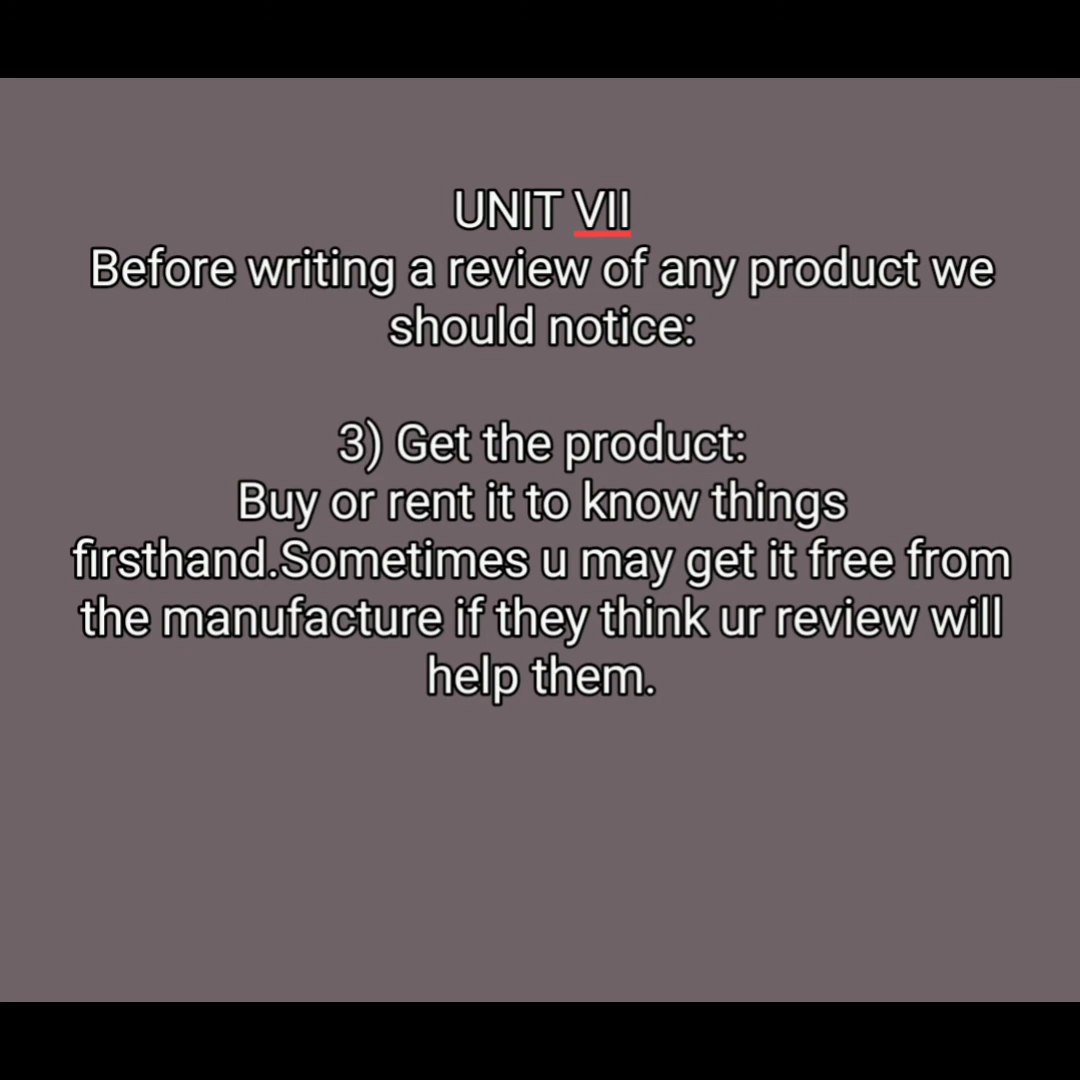 UNIT VII
Before writing a review of any product we
should notice:
3) Get the product:
Buy or rent it to know things
firsthand.Sometimes u may get it free from
the manufacture if they think ur review will
help them.